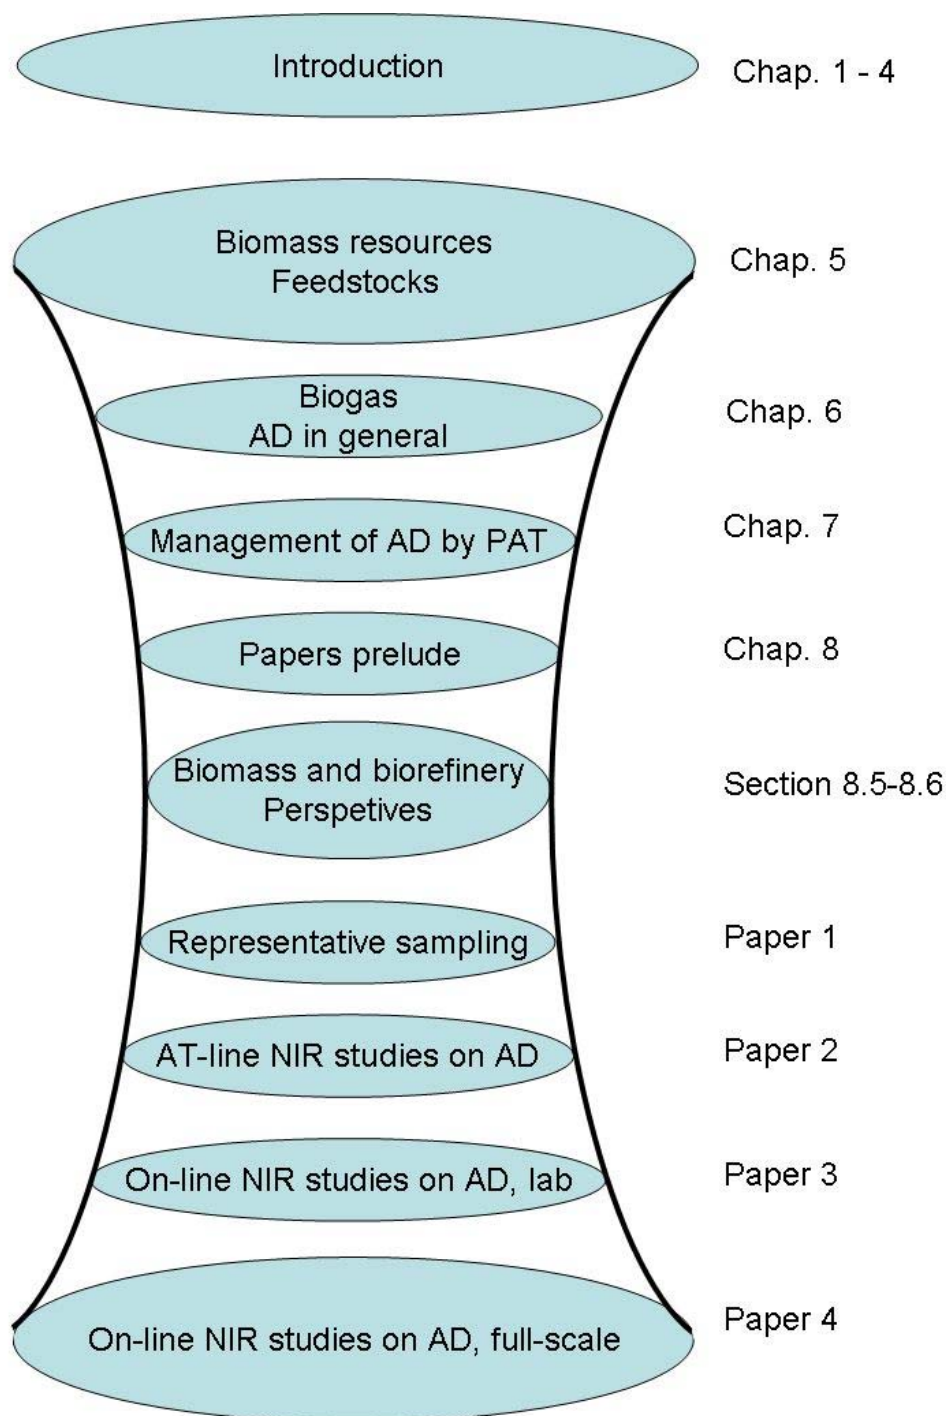 Introduction
Chap. 1 - 4
Biomass resources
Feedstocks
Chap. 5
Biogas
AD in general
Chap. 6
Management of AD by PAT
Chap. 7
Papers prelude
Chap. 8
Biomass and biorefinery
Perspetives
Section 8.5-8.6
Representative sampling
Paper 1
AT-line NIR studies on AD
Paper 2
On-line NIR studies on AD, lab
Paper 3
On-line NIR studies on AD, full-scale
Paper 4